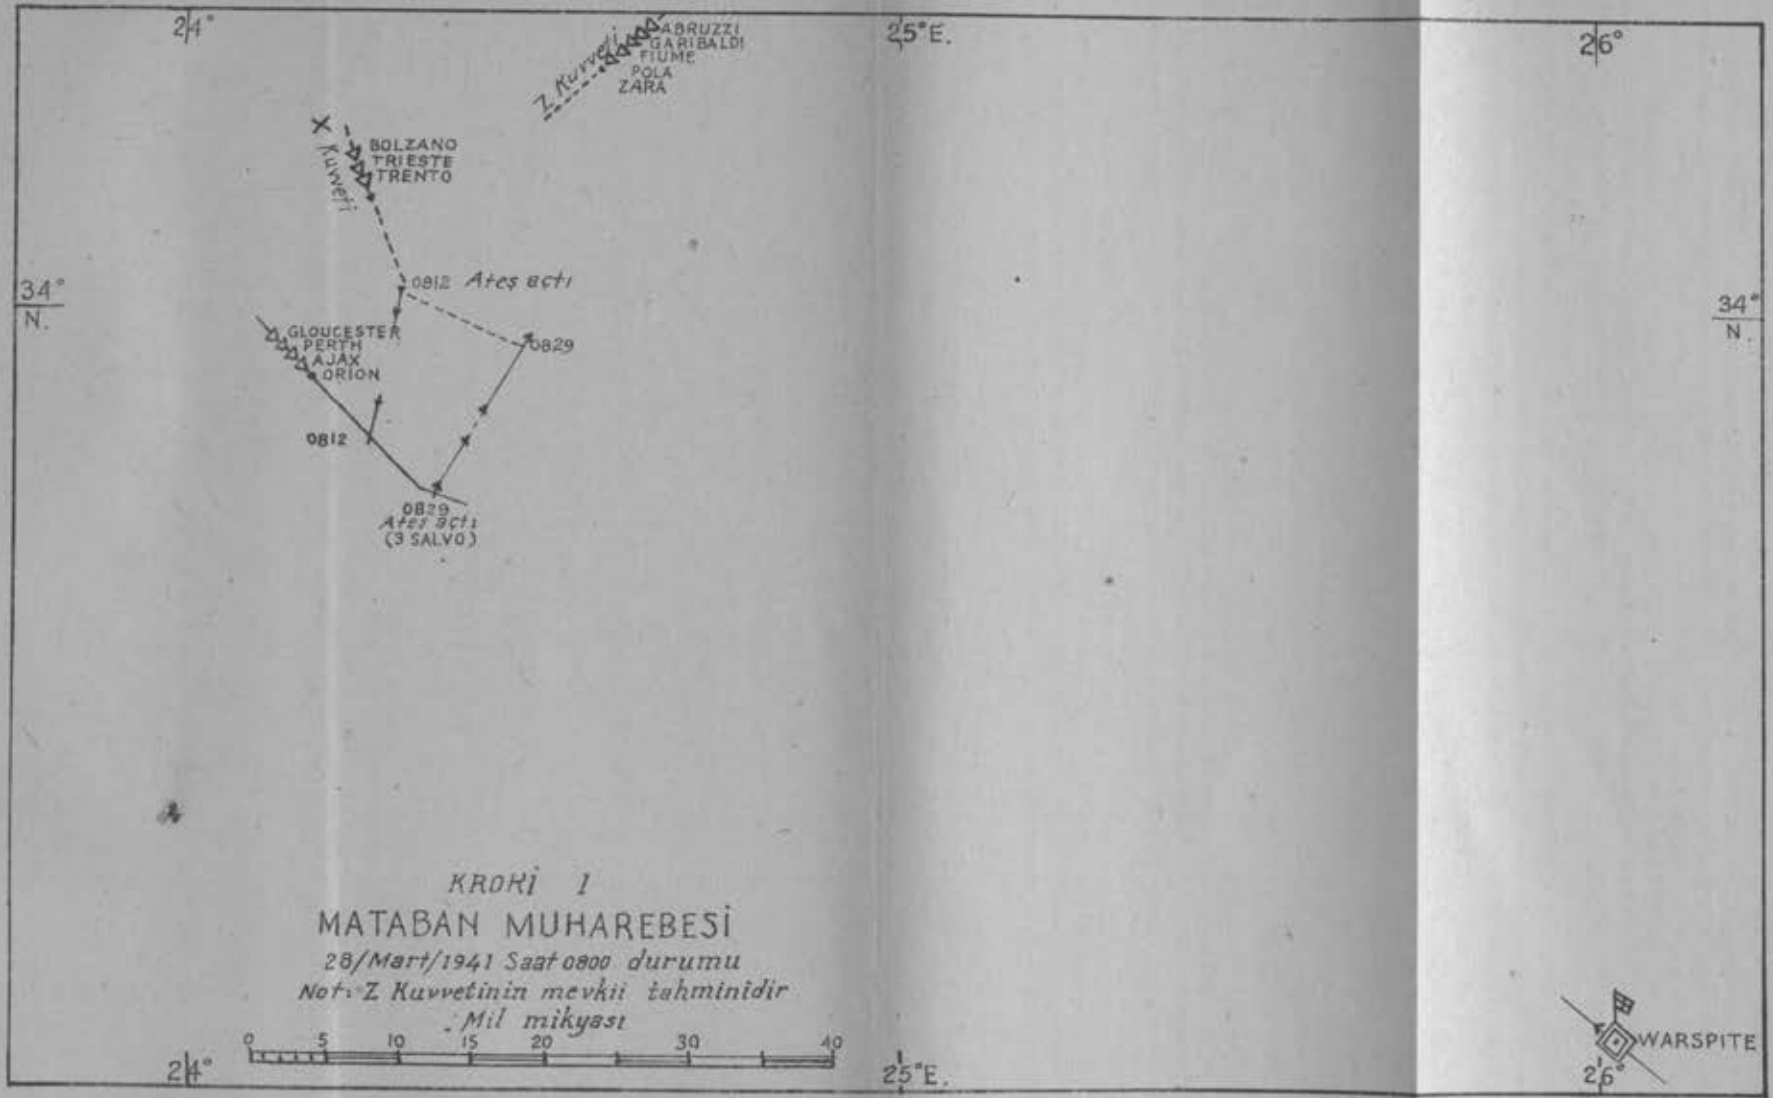 24°
25°E.
26°
Z Kuvveti
ABRUZZI
GARIBALDI
FIUME
POLA
ZARA
X Kuvveti
BOLZANO
TRIESTE
TRENTO
0812 Ateş açtı
34°
N.
34°
N.
GLOUCESTER
PERTH
AJAX
ORION
0829
0812
0829
Ateş açtı
(3 SALVO)
KROKİ 1
MATABAN MUHAREBESİ
28/Mart/1941 Saat 0800 durumu
Not: Z Kuvvetinin mevkii tahminidir
Mil mikyası
0 5 10 15 20 30 40
WARSPITE
24°
25°E.
26°